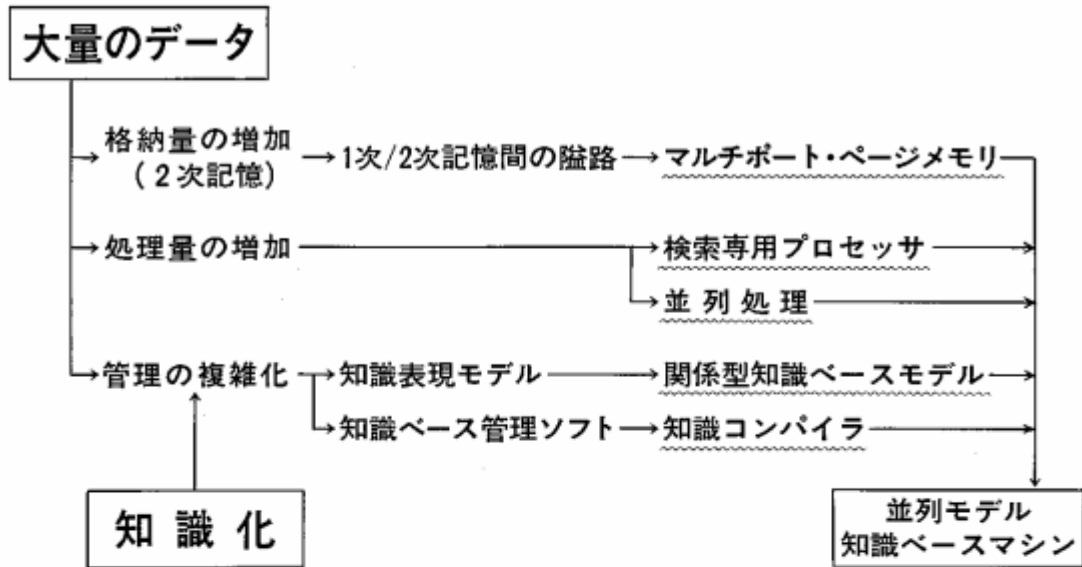 大量のデータ
格納量の増加
(2次記憶)
1次/2次記憶間の隘路
マルチポート・ページメモリ
処理量の増加
検索専用プロセッサ
並列処理
管理の複雑化
知識表現モデル
関係型知識ベースモデル
知識ベース管理ソフト
知識コンパイラ
知識化
並列モデル
知識ベースマシン